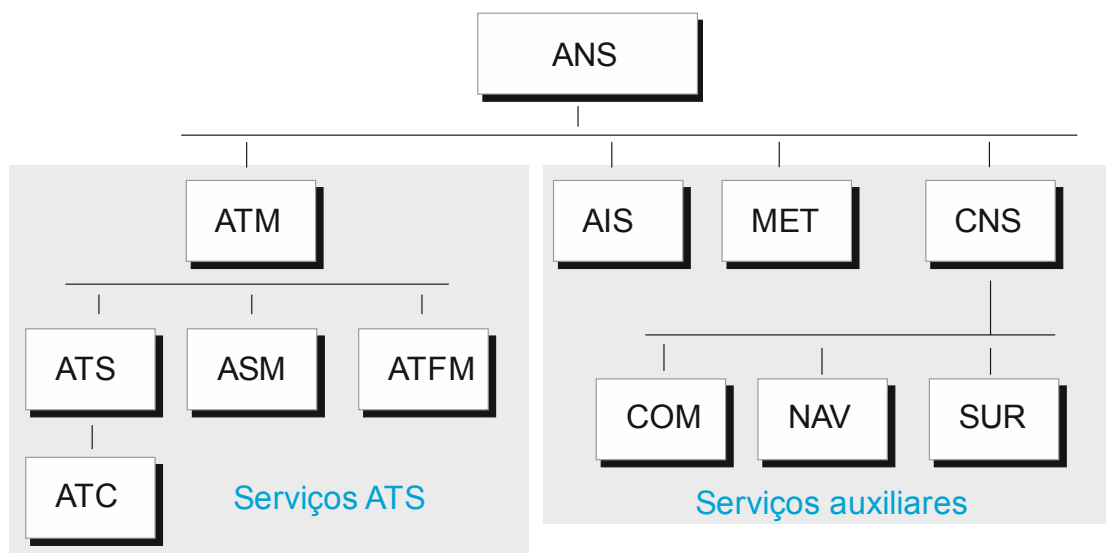 ANS
ATM
AIS
MET
CNS
ATS
ASM
ATFM
COM
NAV
SUR
ATC
Serviços ATS
Serviços auxiliares